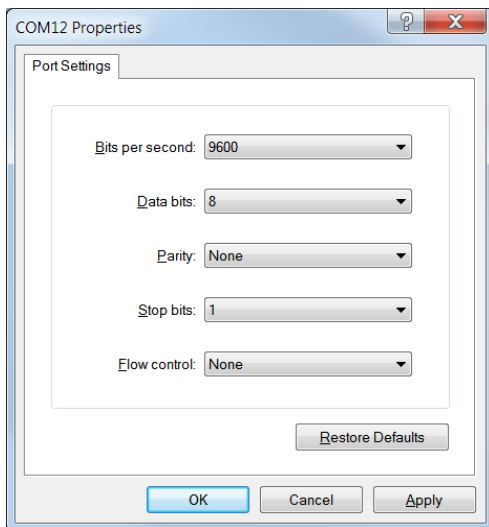 COM12 Properties
Port Settings
Bits per second: 9600
Data bits: 8
Parity: None
Stop bits: 1
Flow control: None
Restore Defaults
OK Cancel Apply